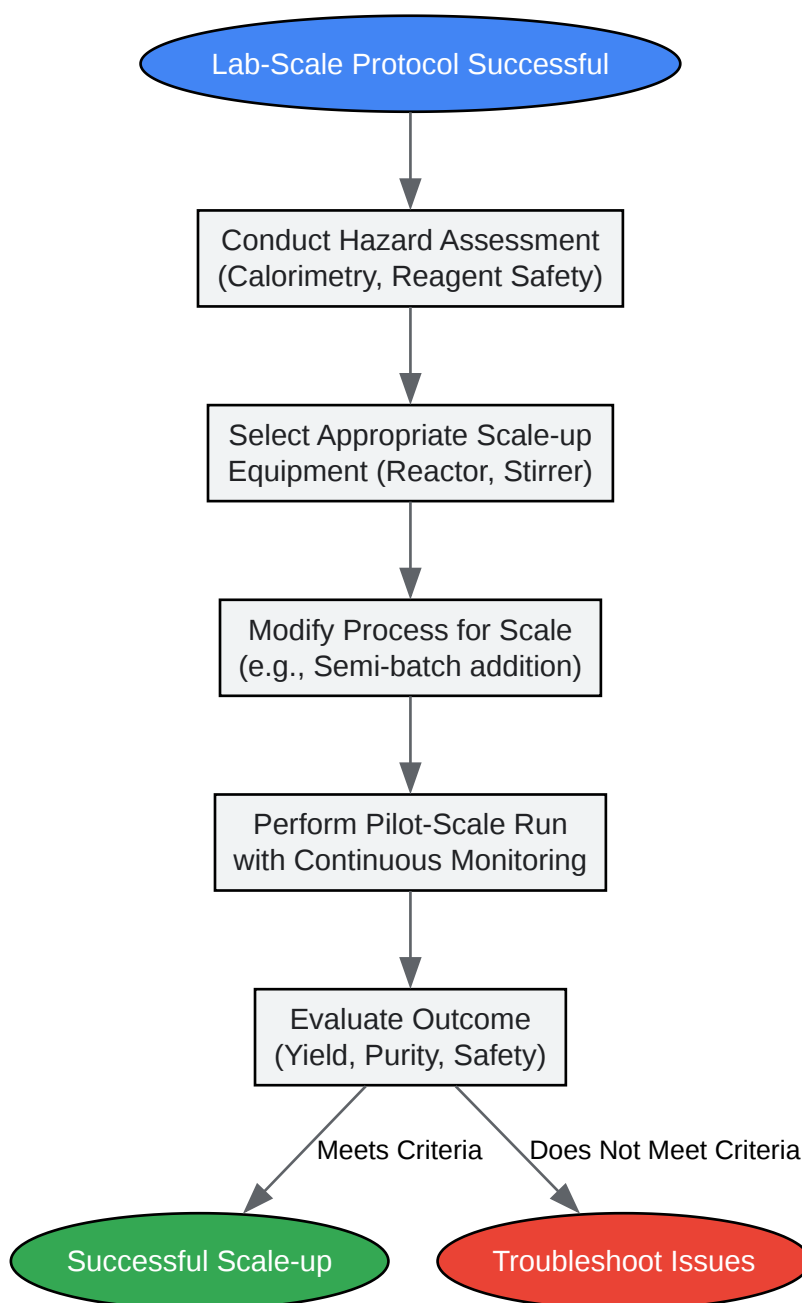 Lab-Scale Protocol Successful
Conduct Hazard Assessment
(Calorimetry, Reagent Safety)
Select Appropriate Scale-up
Equipment (Reactor, Stirrer)
Modify Process for Scale
(e.g., Semi-batch addition)
Perform Pilot-Scale Run
with Continuous Monitoring
Evaluate Outcome
(Yield, Purity, Safety)
Meets Criteria
Does Not Meet Criteria
Successful Scale-up
Troubleshoot Issues